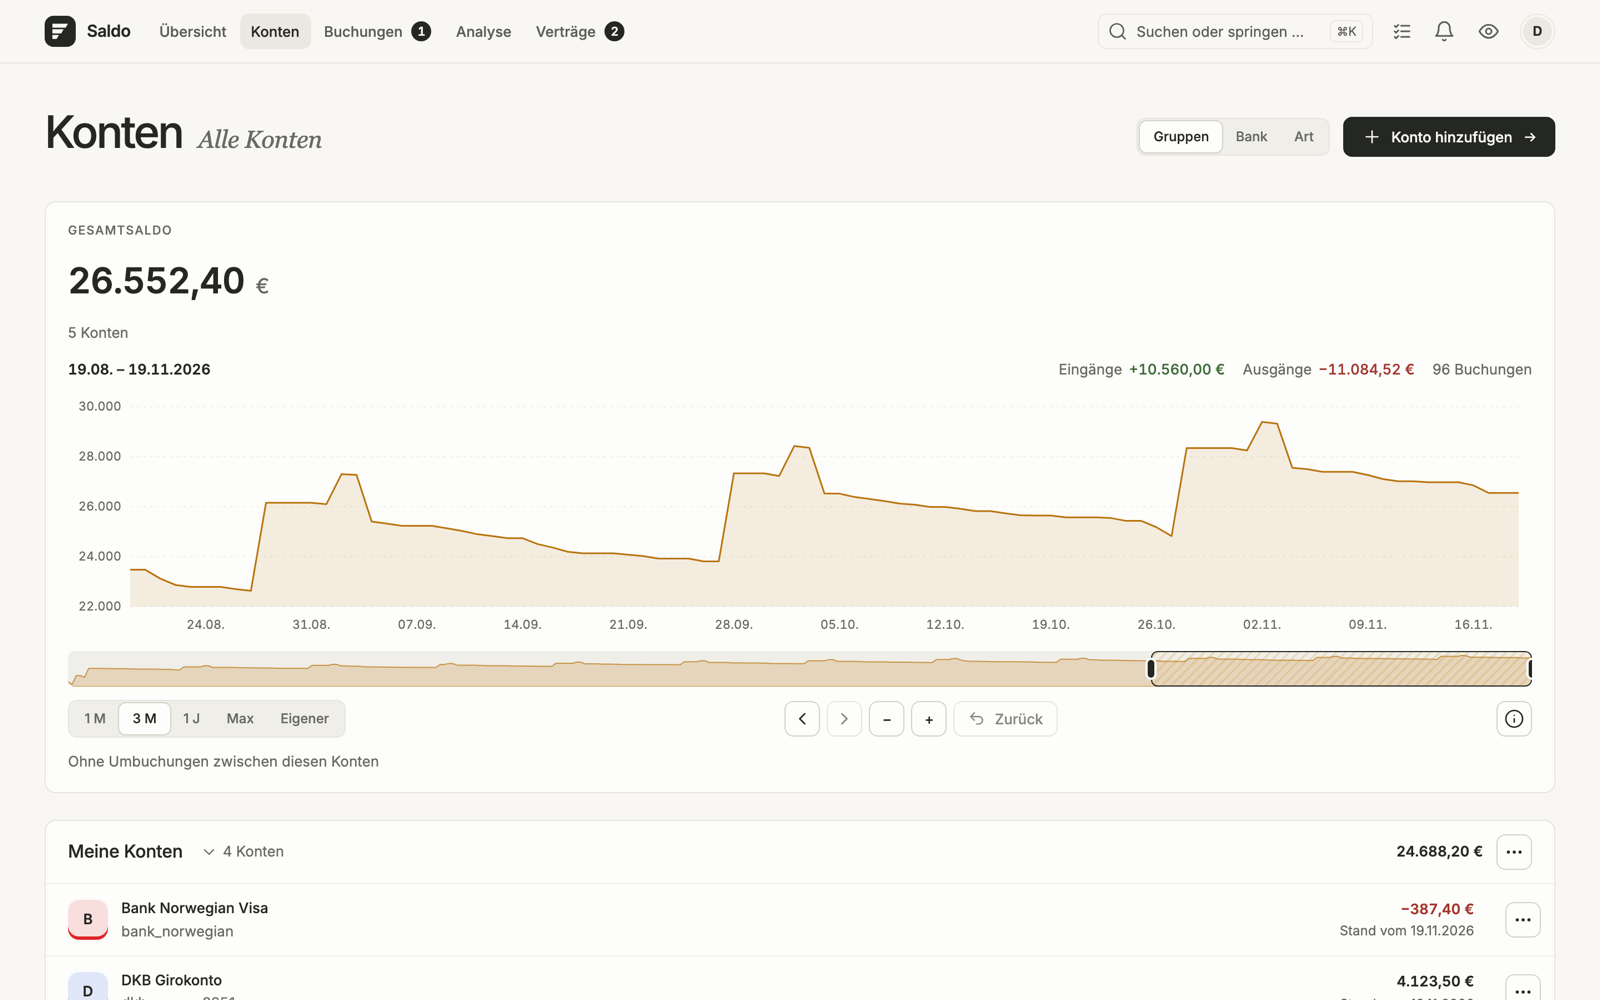 Saldo
Übersicht
Konten
Buchungen 1
Analyse
Verträge 2
Suchen oder springen ... ⌘K
D
Konten Alle Konten
Gruppen Bank Art
+ Konto hinzufügen →
GESAMTSALDO
26.552,40 €
5 Konten
19.08. – 19.11.2026
Eingänge +10.560,00 € Ausgänge −11.084,52 € 96 Buchungen
30.000
28.000
26.000
24.000
22.000
24.08. 31.08. 07.09. 14.09. 21.09. 28.09. 05.10. 12.10. 19.10. 26.10. 02.11. 09.11. 16.11.
1 M 3 M 1 J Max Eigener
− + Zurück
Ohne Umbuchungen zwischen diesen Konten
Meine Konten 4 Konten 24.688,20 €
B
Bank Norwegian Visa
bank_norwegian
−387,40 €
Stand vom 19.11.2026
D
DKB Girokonto
4.123,50 €